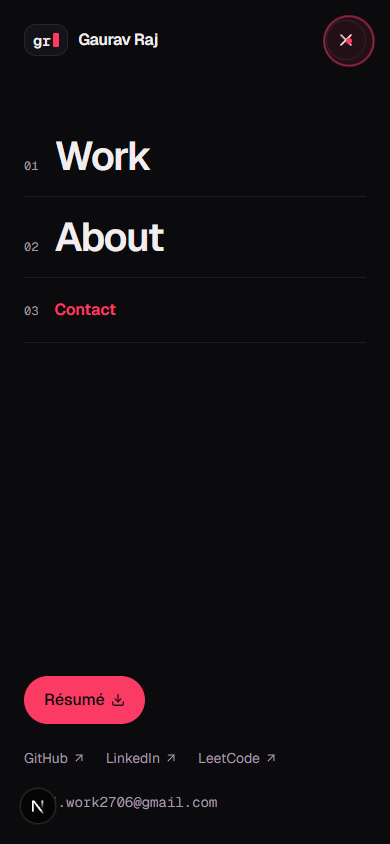 gr Gaurav Raj
01 Work
02 About
03 Contact
Résumé
GitHub LinkedIn LeetCode
.work2706@gmail.com
N